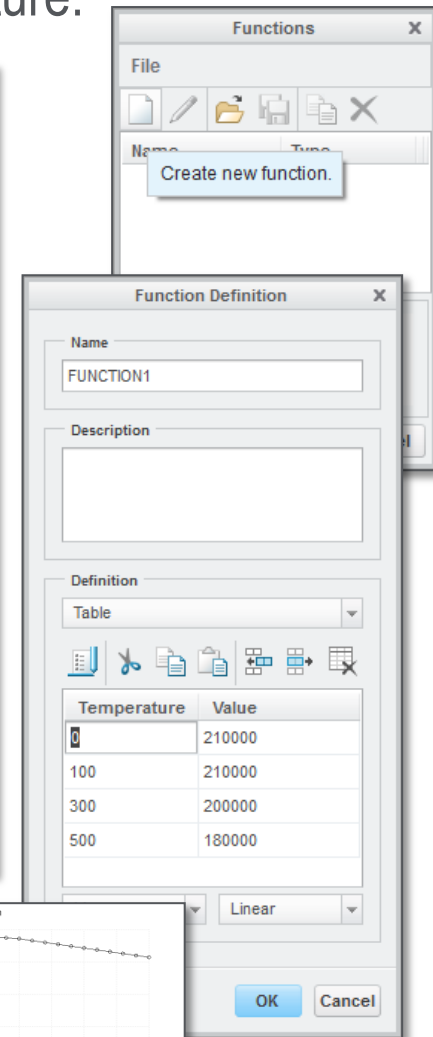 Functions
File
Create new function.
Function Definition
Name
FUNCTION1
Description
Definition
Table
Temperature Value
0 210000
100 210000
300 200000
500 180000
Linear
OK Cancel